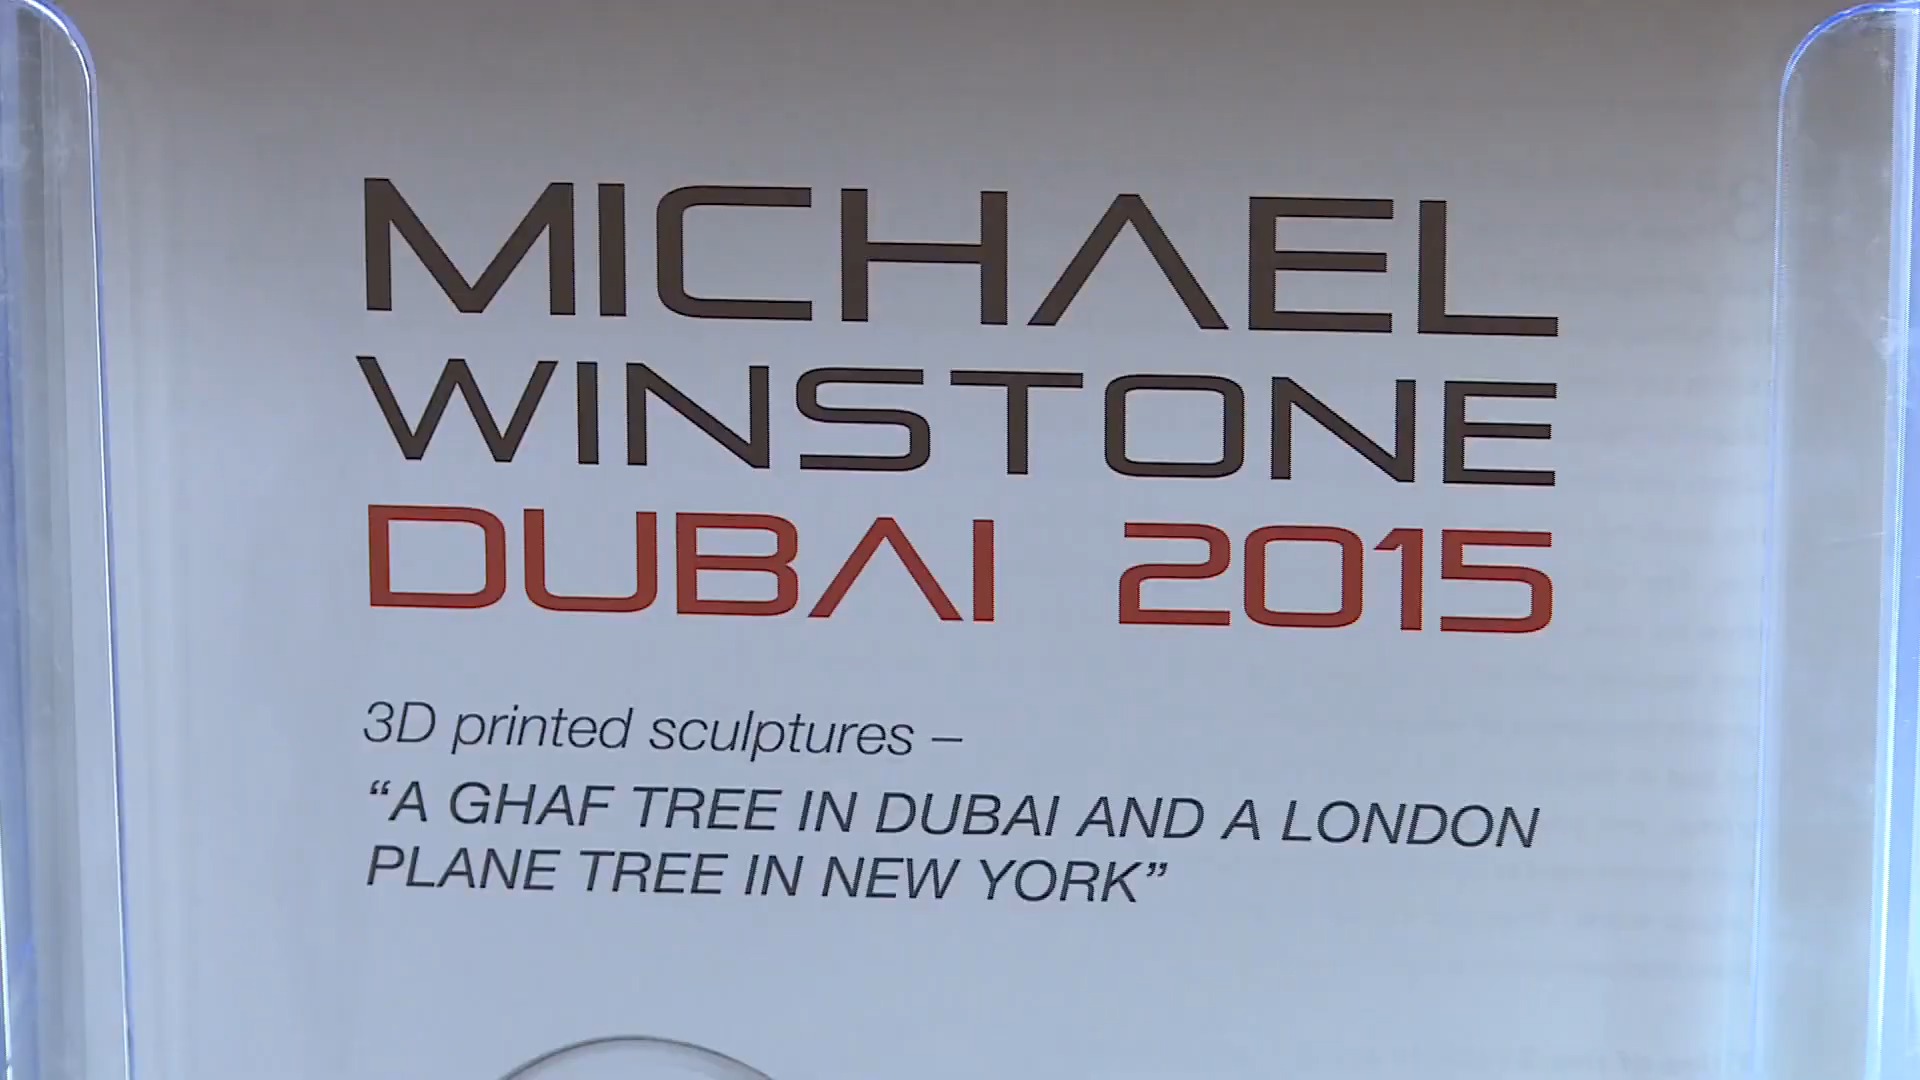 MICHAEL
WINSTONE
DUBAI 2015
3D printed sculptures –
“A GHAF TREE IN DUBAI AND A LONDON
PLANE TREE IN NEW YORK”